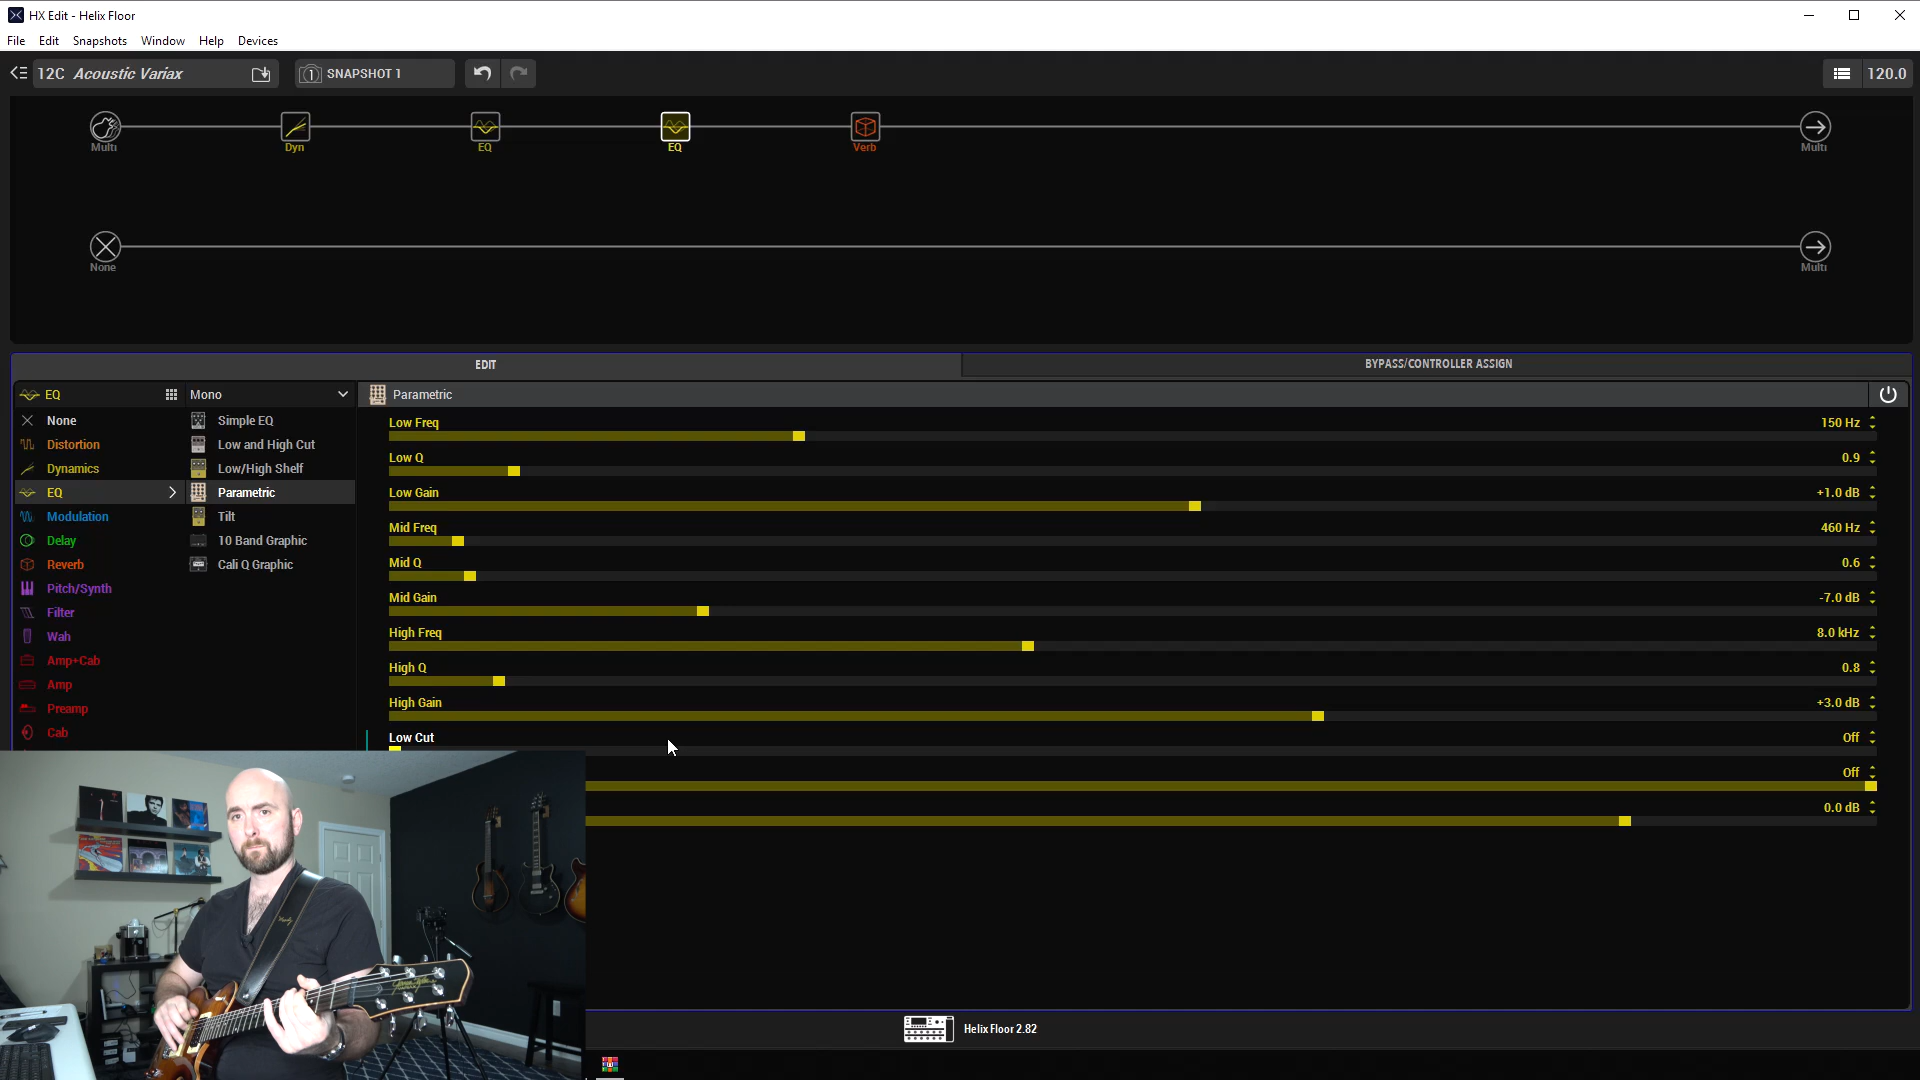 HX Edit - Helix Floor
File Edit Snapshots Window Help Devices
12C Acoustic Variax
1 SNAPSHOT 1
120.0
Multi Dyn EQ EQ Verb Multi
None Multi
EDIT
BYPASS/CONTROLLER ASSIGN
EQ Mono
None
Distortion
Dynamics
EQ
Modulation
Delay
Reverb
Pitch/Synth
Filter
Wah
Amp+Cab
Amp
Preamp
Cab
Simple EQ
Low and High Cut
Low/High Shelf
Parametric
Tilt
10 Band Graphic
Cali Q Graphic
Parametric
Low Freq 150 Hz
Low Q 0.9
Low Gain +1.0 dB
Mid Freq 460 Hz
Mid Q 0.6
Mid Gain -7.0 dB
High Freq 8.0 kHz
High Q 0.8
High Gain +3.0 dB
Low Cut Off
Off
0.0 dB
Helix Floor 2.82